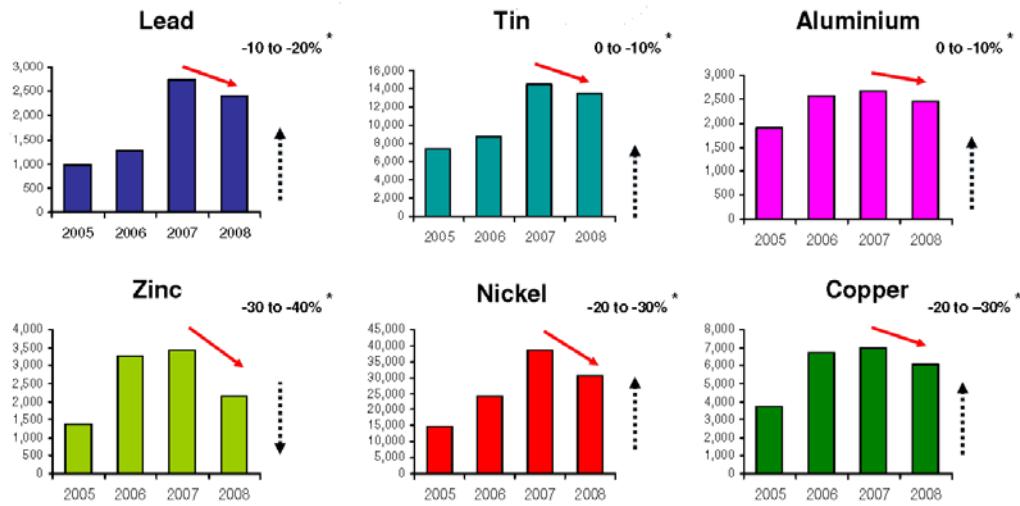 Lead
-10 to -20% *
3,000
2,500
2,000
1,500
1,000
500
0
2005 2006 2007 2008
Tin
0 to -10% *
16,000
14,000
12,000
10,000
8,000
6,000
4,000
2,000
0
2005 2006 2007 2008
Aluminium
0 to -10% *
3,000
2,500
2,000
1,500
1,000
500
0
2005 2006 2007 2008
Zinc
-30 to -40% *
4,000
3,500
3,000
2,500
2,000
1,500
1,000
500
0
2005 2006 2007 2008
Nickel
-20 to -30% *
45,000
40,000
35,000
30,000
25,000
20,000
15,000
10,000
5,000
0
2005 2006 2007 2008
Copper
-20 to –30% *
8,000
7,000
6,000
5,000
4,000
3,000
2,000
1,000
0
2005 2006 2007 2008